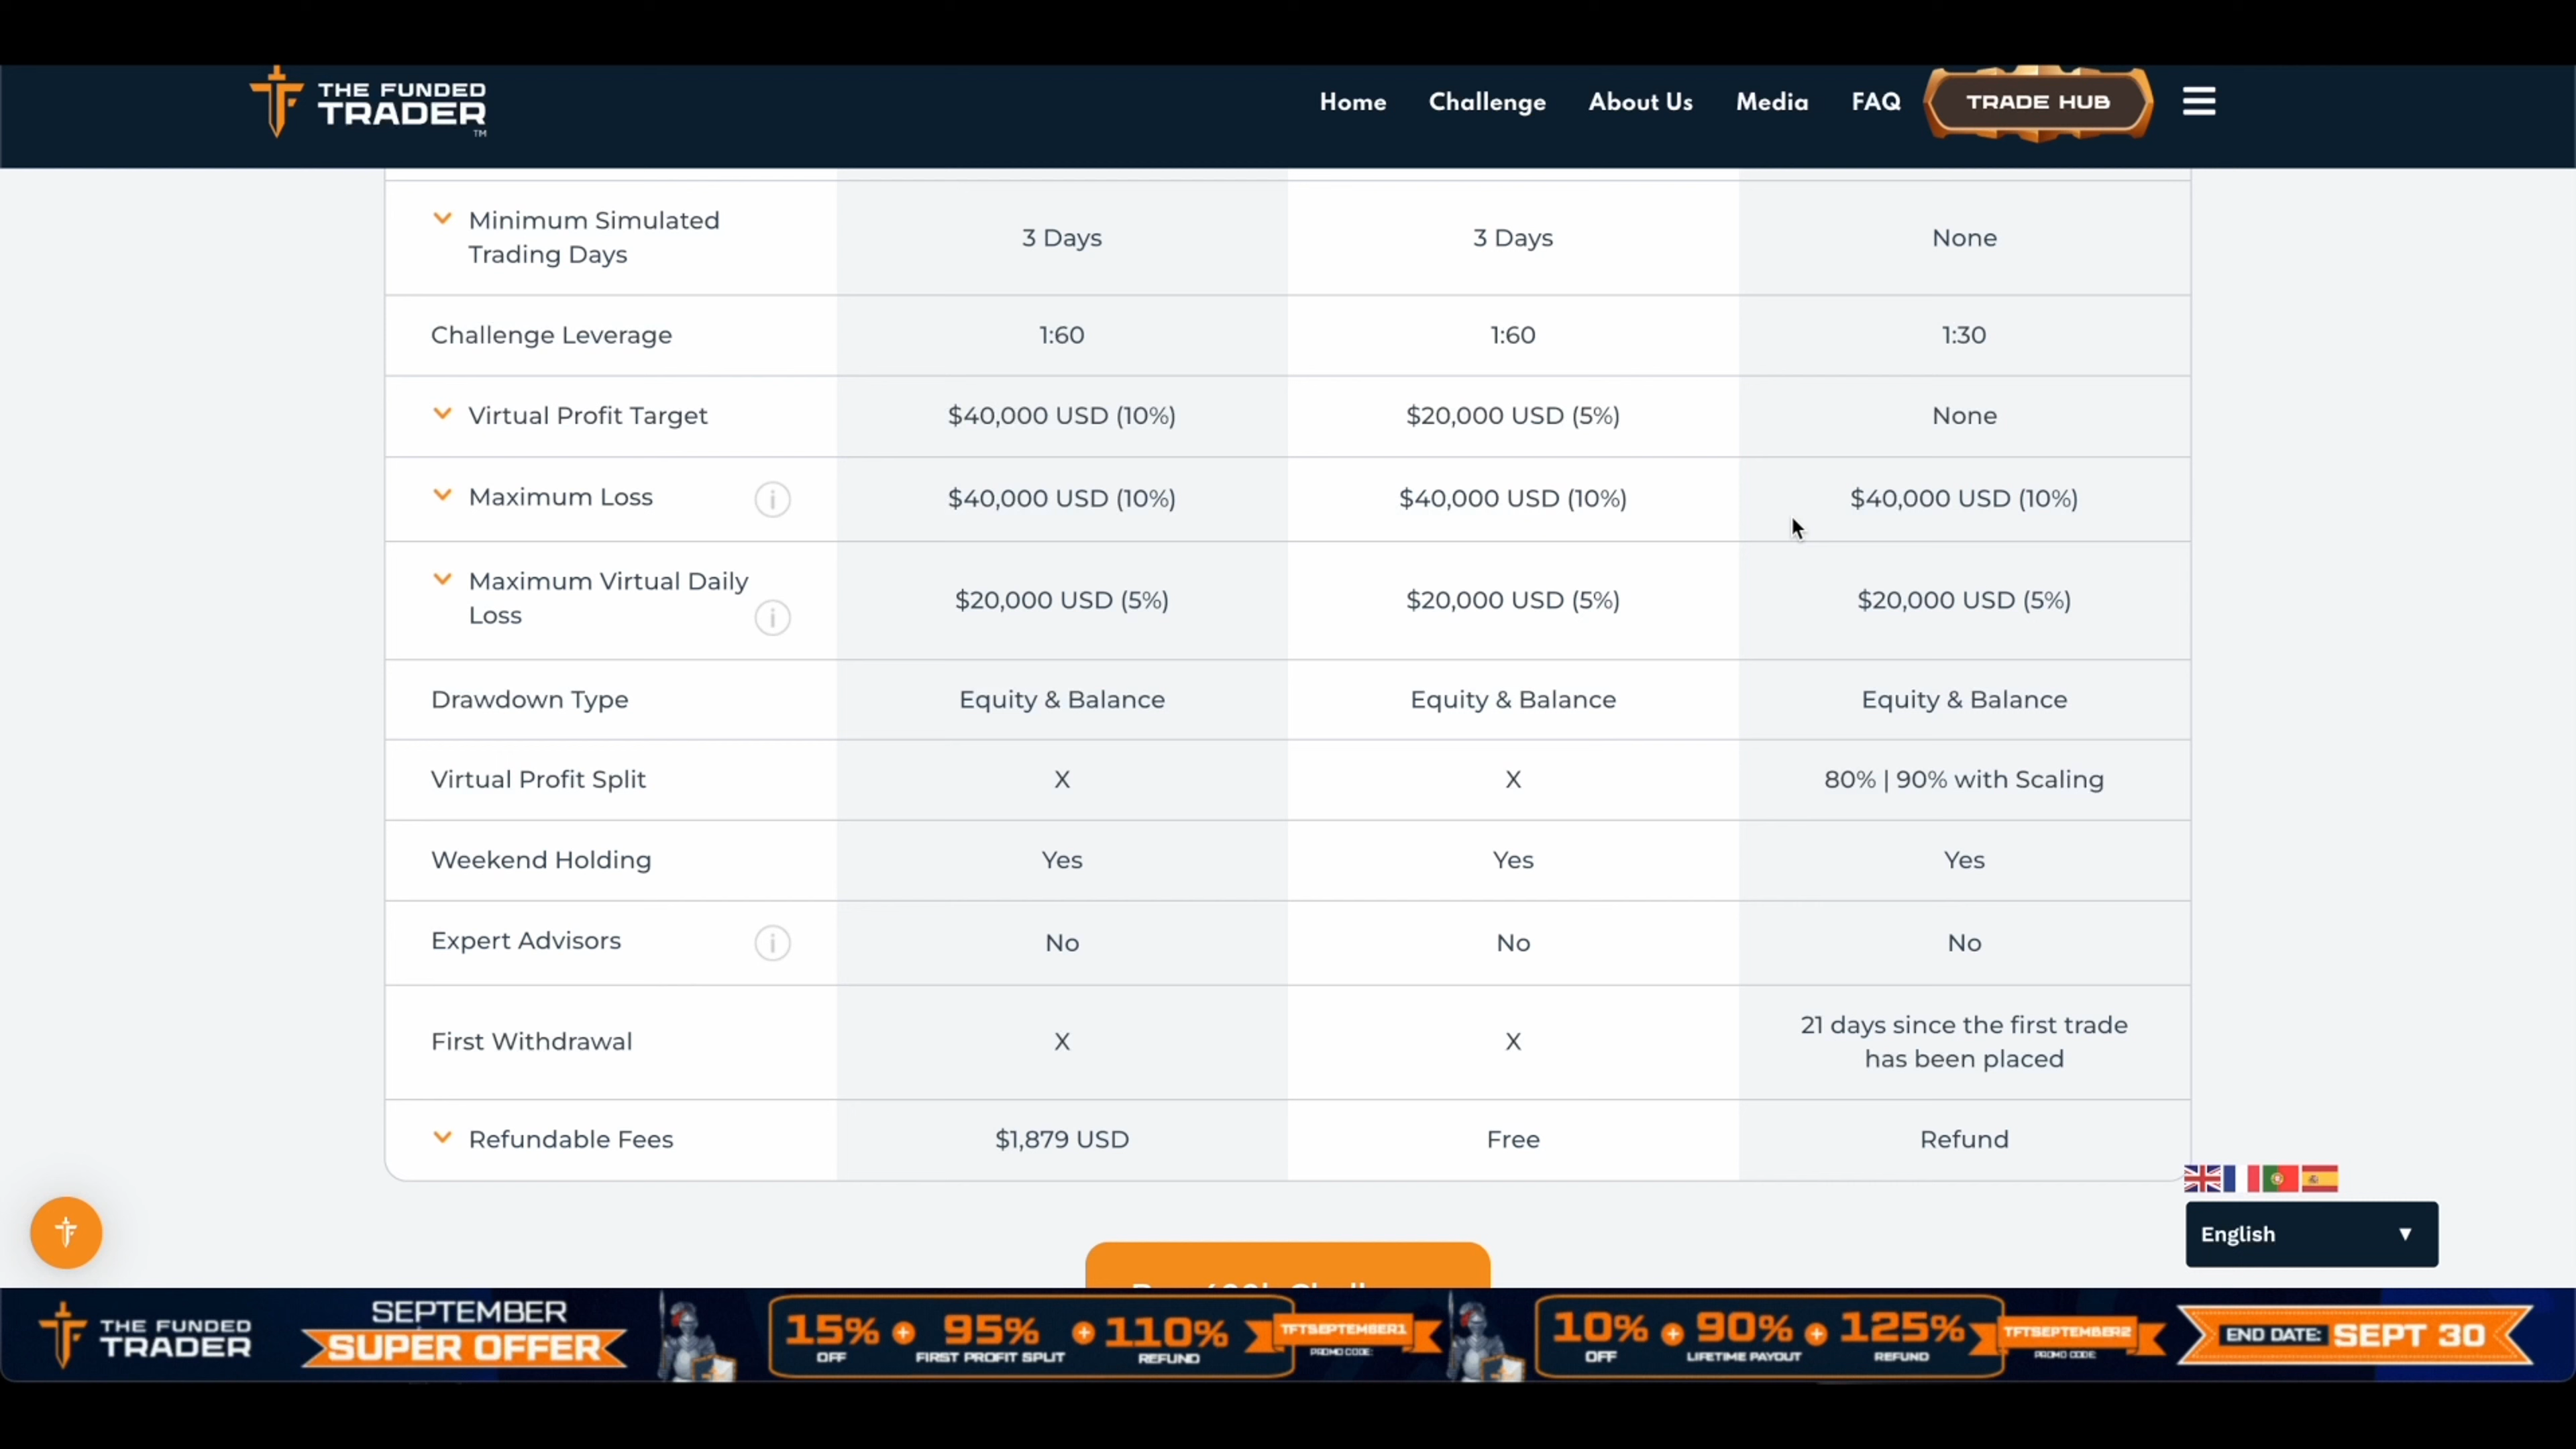 THE FUNDED
TRADER
TM
Home Challenge About Us Media FAQ TRADE HUB
Minimum Simulated
Trading Days
3 Days 3 Days None
Challenge Leverage 1:60 1:60 1:30
Virtual Profit Target $40,000 USD (10%) $20,000 USD (5%) None
Maximum Loss i $40,000 USD (10%) $40,000 USD (10%) $40,000 USD (10%)
Maximum Virtual Daily
Loss i
$20,000 USD (5%) $20,000 USD (5%) $20,000 USD (5%)
Drawdown Type Equity & Balance Equity & Balance Equity & Balance
Virtual Profit Split X X 80% | 90% with Scaling
Weekend Holding Yes Yes Yes
Expert Advisors i No No No
First Withdrawal X X 21 days since the first trade
has been placed
Refundable Fees $1,879 USD Free Refund
English
THE FUNDED
TRADER
SEPTEMBER
SUPER OFFER
15% + 95% + 110%
OFF FIRST PROFIT SPLIT REFUND
TFTSEPTEMBER1
PROMO CODE:
10% + 90% + 125%
OFF LIFETIME PAYOUT REFUND
TFTSEPTEMBER2
PROMO CODE:
END DATE: SEPT 30